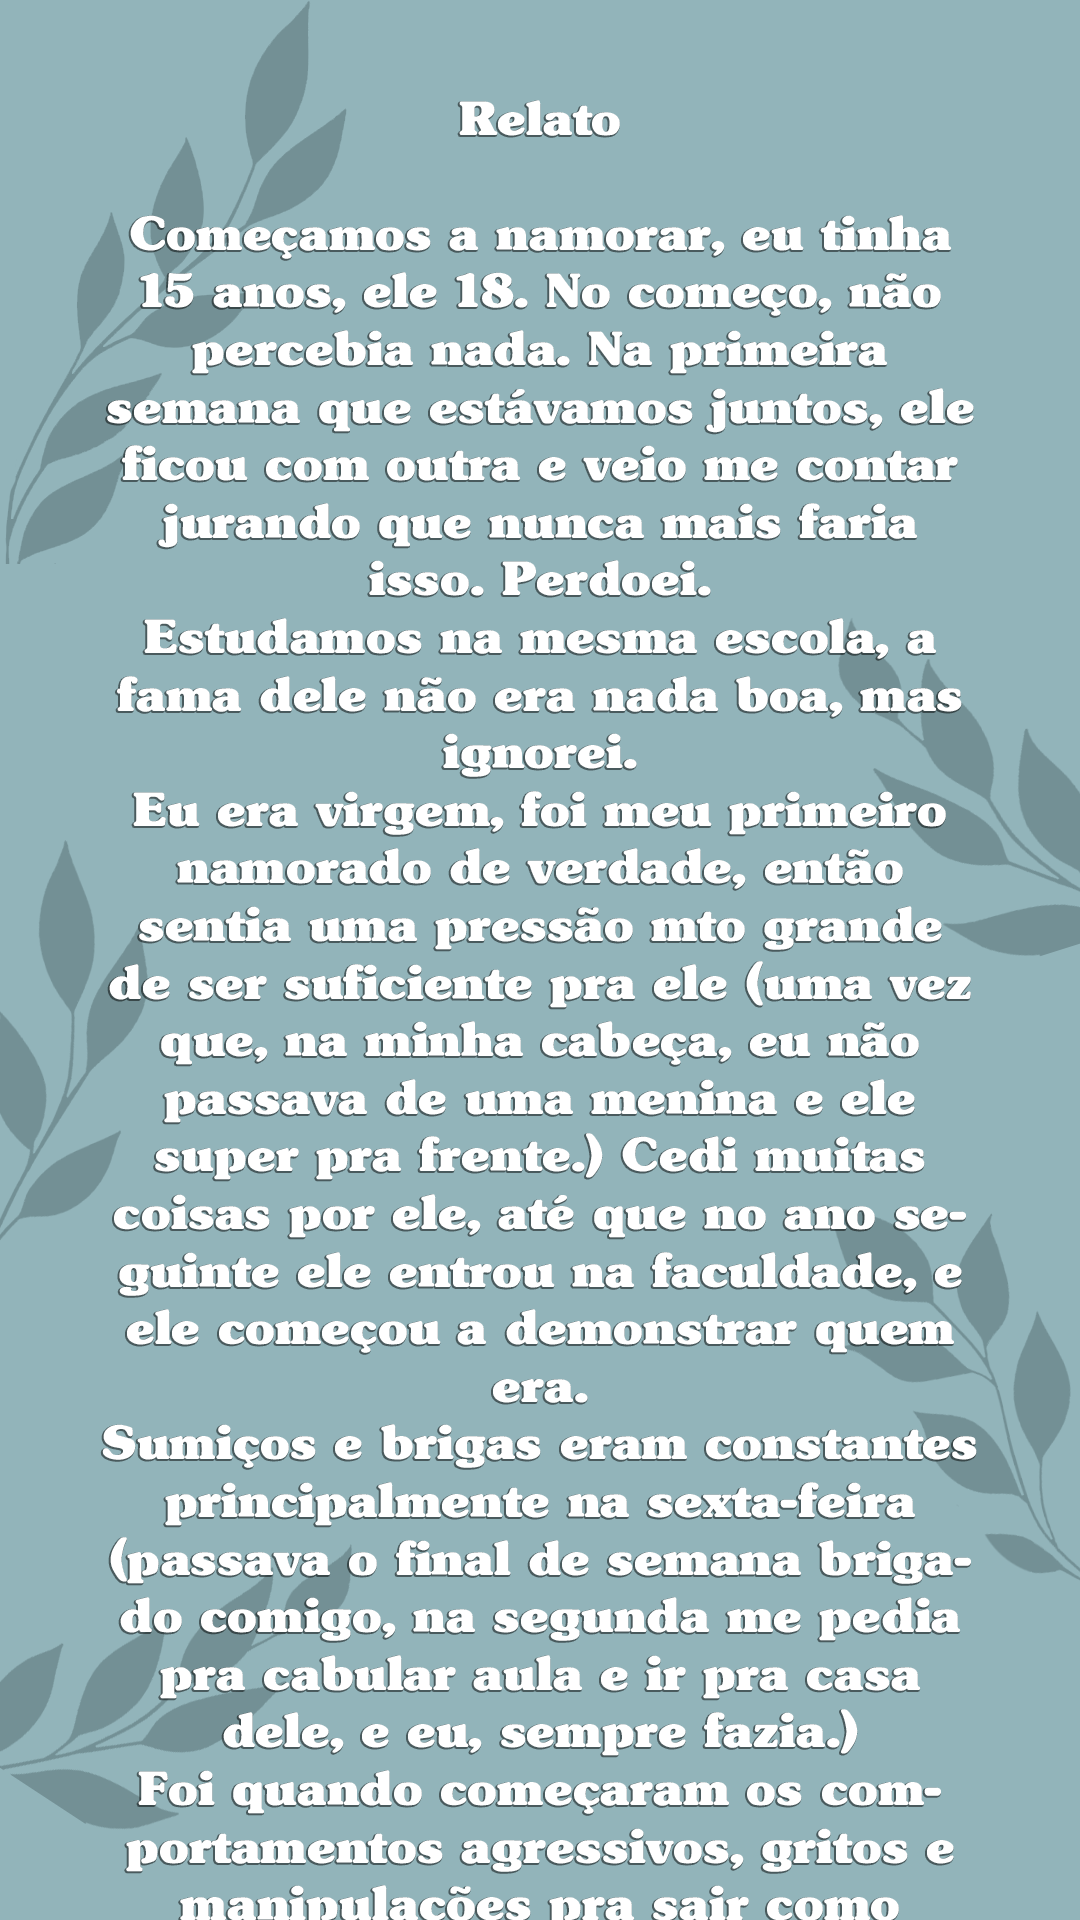 Relato
Começamos a namorar, eu tinha
15 anos, ele 18. No começo, não
percebia nada. Na primeira
semana que estávamos juntos, ele
ficou com outra e veio me contar
jurando que nunca mais faria
isso. Perdoei.
Estudamos na mesma escola, a
fama dele não era nada boa, mas
ignorei.
Eu era virgem, foi meu primeiro
namorado de verdade, então
sentia uma pressão mto grande
de ser suficiente pra ele (uma vez
que, na minha cabeça, eu não
passava de uma menina e ele
super pra frente.) Cedi muitas
coisas por ele, até que no ano se-
guinte ele entrou na faculdade, e
ele começou a demonstrar quem
era.
Sumiços e brigas eram constantes
principalmente na sexta-feira
(passava o final de semana briga-
do comigo, na segunda me pedia
pra cabular aula e ir pra casa
dele, e eu, sempre fazia.)
Foi quando começaram os com-
portamentos agressivos, gritos e
manipulações pra sair como